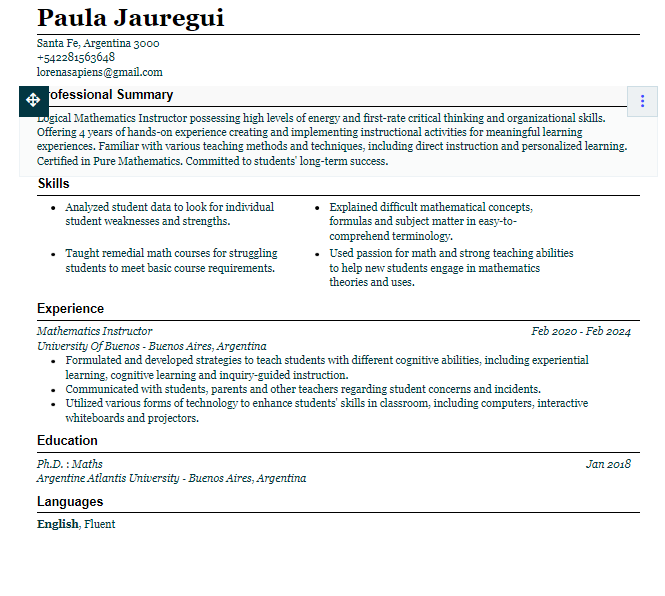 Paula Jauregui
Santa Fe, Argentina 3000
+542281563648
lorenasapiens@gmail.com
rofessional Summary
Logical Mathematics Instructor possessing high levels of energy and first-rate critical thinking and organizational skills.
Offering 4 years of hands-on experience creating and implementing instructional activities for meaningful learning
experiences. Familiar with various teaching methods and techniques, including direct instruction and personalized learning.
Certified in Pure Mathematics. Committed to students' long-term success.
Skills
• Analyzed student data to look for individual
student weaknesses and strengths.
• Taught remedial math courses for struggling
students to meet basic course requirements.
• Explained difficult mathematical concepts,
formulas and subject matter in easy-to-
comprehend terminology.
• Used passion for math and strong teaching abilities
to help new students engage in mathematics
theories and uses.
Experience
Mathematics Instructor Feb 2020 - Feb 2024
University Of Buenos - Buenos Aires, Argentina
• Formulated and developed strategies to teach students with different cognitive abilities, including experiential
learning, cognitive learning and inquiry-guided instruction.
• Communicated with students, parents and other teachers regarding student concerns and incidents.
• Utilized various forms of technology to enhance students' skills in classroom, including computers, interactive
whiteboards and projectors.
Education
Ph.D. : Maths Jan 2018
Argentine Atlantis University - Buenos Aires, Argentina
Languages
English, Fluent